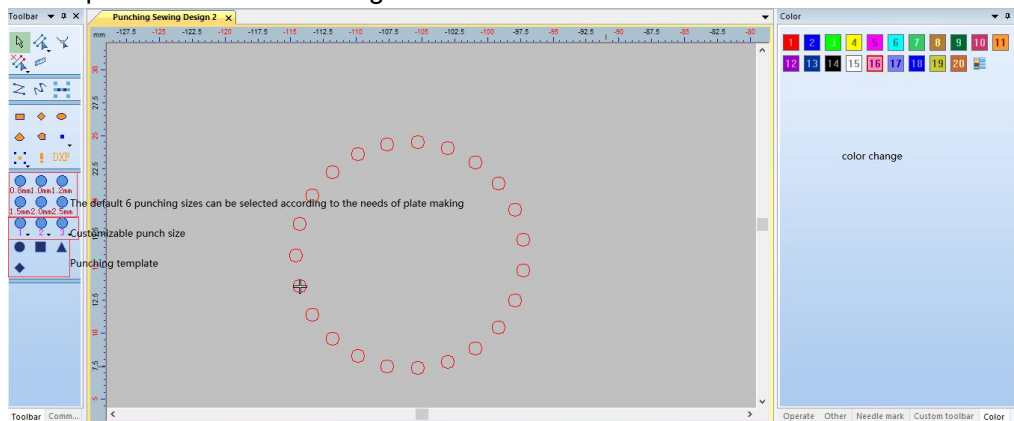 Toolbar
Punching Sewing Design 2 x
Color
mm -127.5 -125 -122.5 -120 -117.5 -115 -112.5 -110 -107.5 -105 -102.5 -100 -97.5 -95 -92.5 -90 -87.5 -85 -82.5 -80
1 2 3 4 5 6 7 8 9 10 11
12 13 14 15 16 17 18 19 20
30
27.5
25
22.5
DXF
color change
0.8mm 1.0mm 1.2mm
1.5mm 2.0mm 2.5mm
The default 6 punching sizes can be selected according to the needs of plate making
1 2 3
Customizable punch size
Punching template
12.5
10
7.5
5
Toolbar Comm...
Operate Other Needle mark Custom toolbar Color